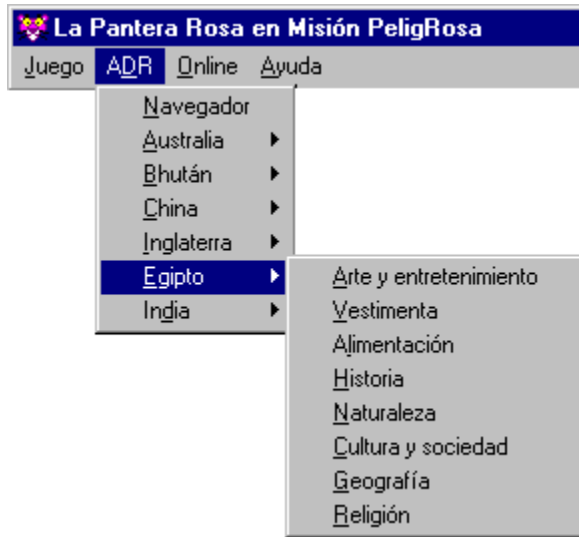 La Pantera Rosa en Misión PeligRosa
Juego ADR Online Ayuda
Navegador
Australia
Bhután
China
Inglaterra
Egipto
India
Arte y entretenimiento
Vestimenta
Alimentación
Historia
Naturaleza
Cultura y sociedad
Geografía
Religión